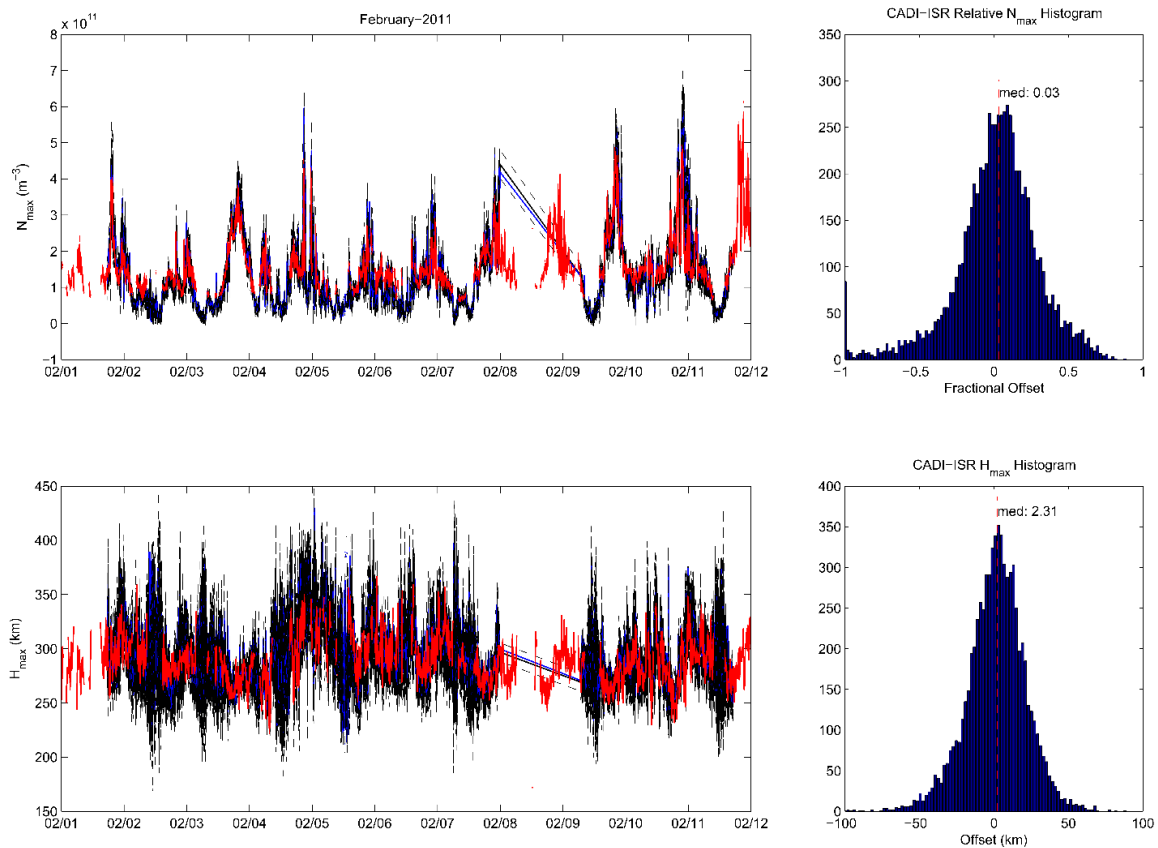 February−2011
x 10^11
8
7
6
5
4
3
2
1
0
−1
N_max (m^−3)
02/01 02/02 02/03 02/04 02/05 02/06 02/07 02/08 02/09 02/10 02/11 02/12
CADI−ISR Relative N_max Histogram
350
300
250
200
150
100
50
0
med: 0.03
−1 −0.5 0 0.5 1
Fractional Offset
450
400
350
300
250
200
150
H_max (km)
02/01 02/02 02/03 02/04 02/05 02/06 02/07 02/08 02/09 02/10 02/11 02/12
CADI−ISR H_max Histogram
400
350
300
250
200
150
100
50
0
med: 2.31
−100 −50 0 50 100
Offset (km)